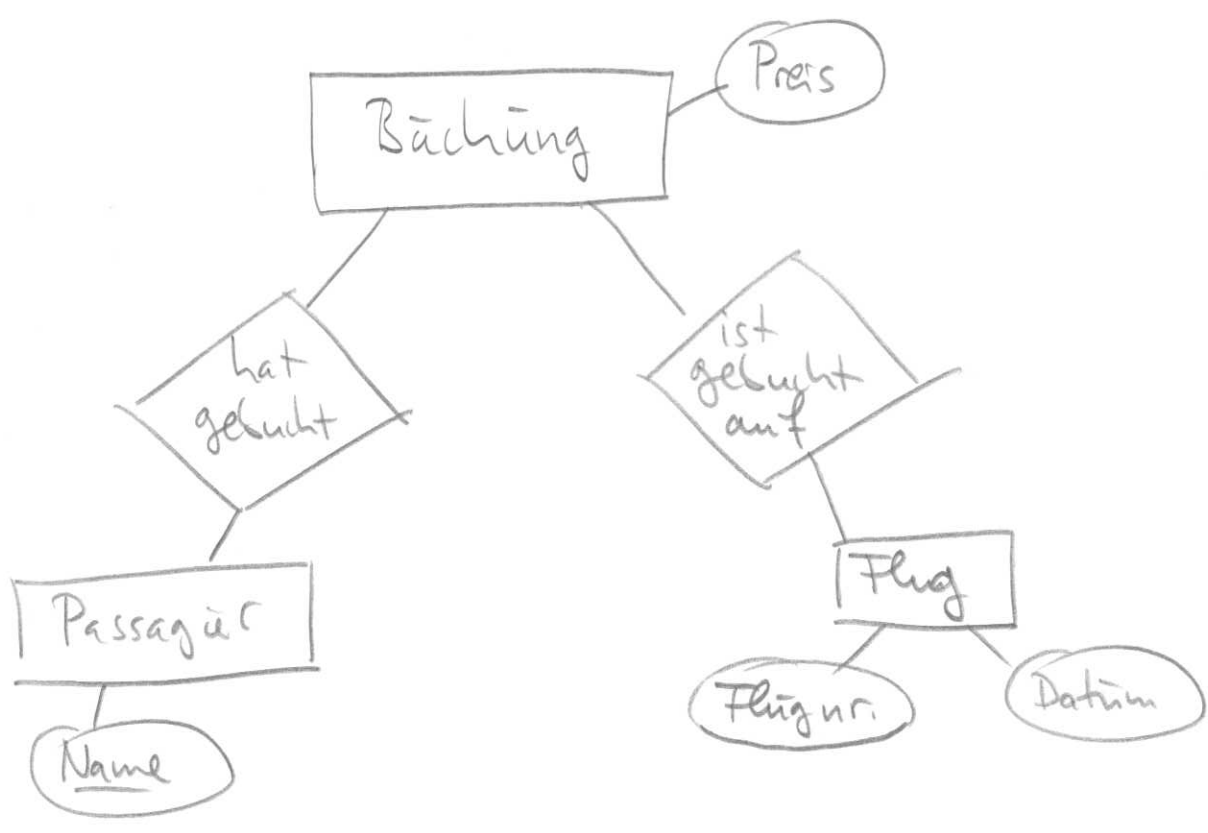 Preis
Buchung
hat
gebucht
ist
gebucht
auf
Passagier
Flug
Name
Flugnr.
Datum